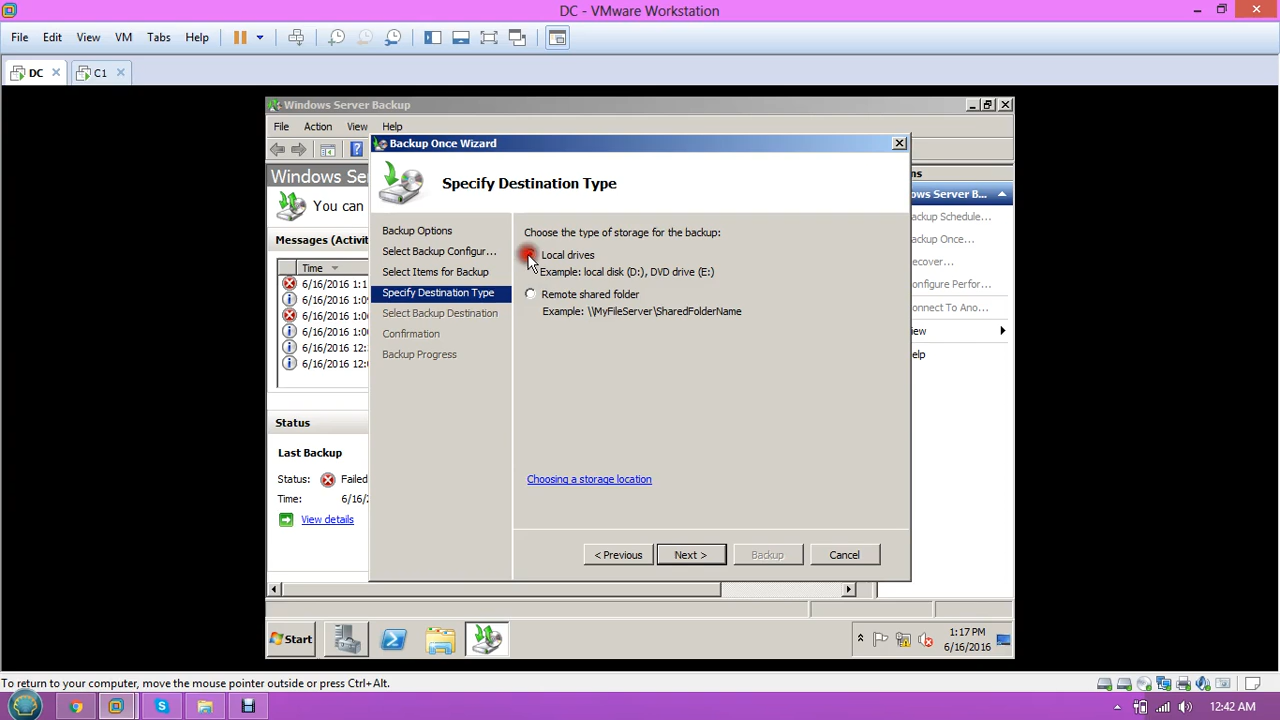 DC - VMware Workstation
File Edit View VM Tabs Help
DC C1
Windows Server Backup
File Action View Help
Backup Once Wizard
Windows Ser
You can
Specify Destination Type
Messages (Activi
Time
6/16/2016 1:1
6/16/2016 1:0
6/16/2016 1:0
6/16/2016 12:
6/16/2016 12:
Status
Last Backup
Status: Failed
Time: 6/16/
View details
Backup Options
Select Backup Configur...
Select Items for Backup
Specify Destination Type
Select Backup Destination
Confirmation
Backup Progress
Choose the type of storage for the backup:
Local drives
Example: local disk (D:), DVD drive (E:)
Remote shared folder
Example: \\MyFileServer\SharedFolderName
Choosing a storage location
< Previous Next > Backup Cancel
ns
ows Server B...
ackup Schedule...
ackup Once...
ecover...
onfigure Perfor...
onnect To Ano...
iew
elp
Start
1:17 PM
6/16/2016
To return to your computer, move the mouse pointer outside or press Ctrl+Alt.
12:42 AM